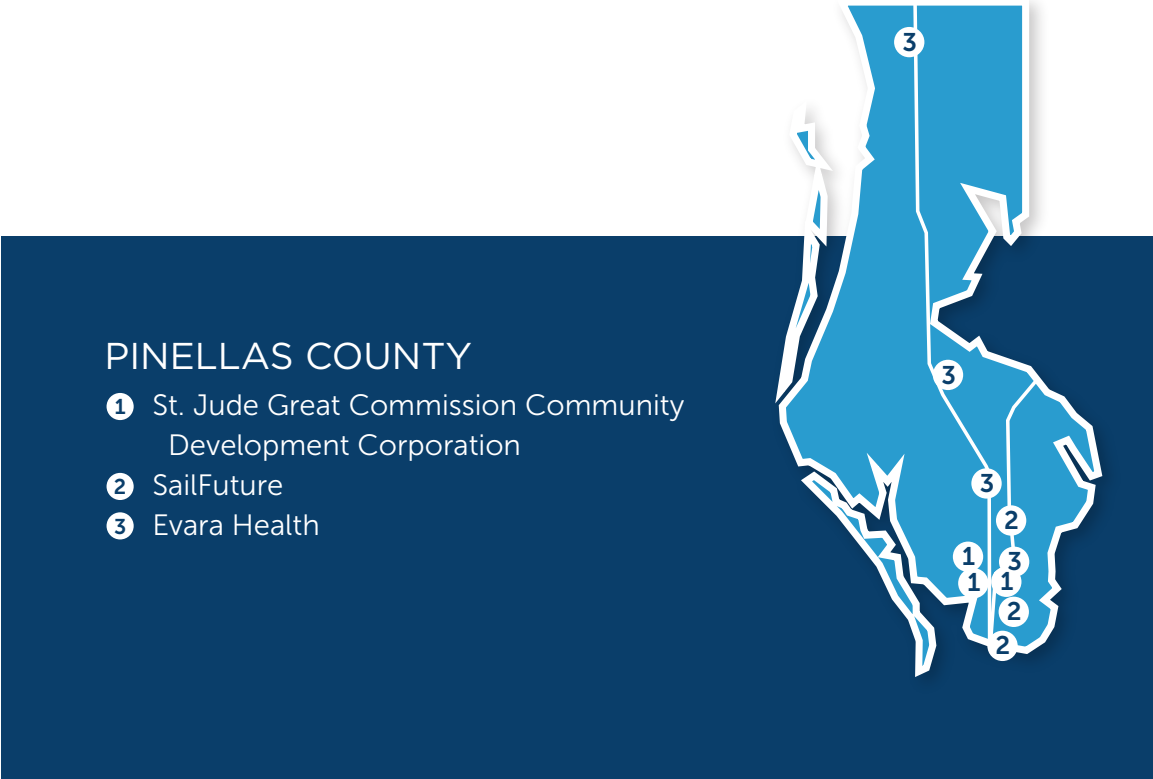 3
PINELLAS COUNTY
3
1 St. Jude Great Commission Community
Development Corporation
2 SailFuture
3
3 Evara Health
2
1
3
1
1
2
2